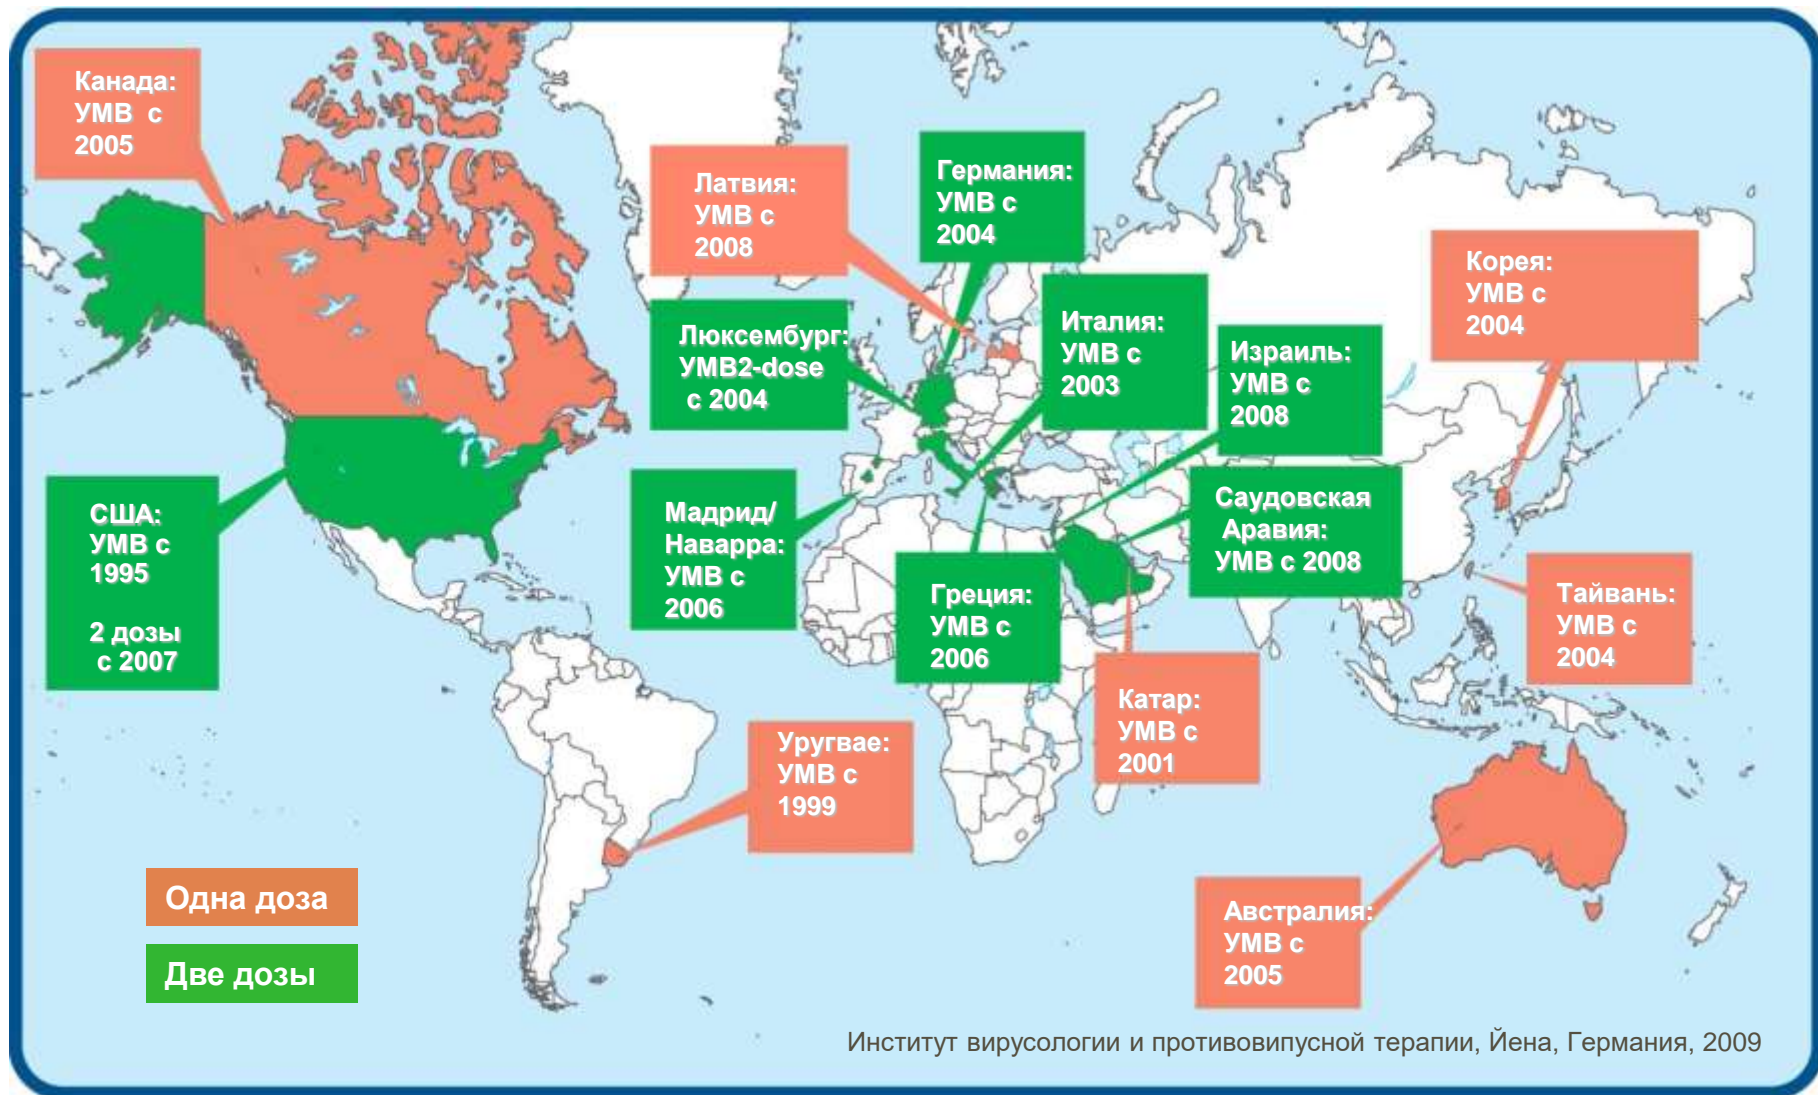 Канада:
УМВ с
2005
Латвия:
УМВ с
2008
Германия:
УМВ с
2004
Корея:
УМВ с
2004
Люксембург:
УМВ2-dose
с 2004
Италия:
УМВ с
2003
Израиль:
УМВ с
2008
США:
УМВ с
1995
2 дозы
с 2007
Мадрид/
Наварра:
УМВ с
2006
Греция:
УМВ с
2006
Саудовская
Аравия:
УМВ с 2008
Тайвань:
УМВ с
2004
Катар:
УМВ с
2001
Уругвае:
УМВ с
1999
Австралия:
УМВ с
2005
Одна доза
Две дозы
Институт вирусологии и противовипусной терапии, Йена, Германия, 2009